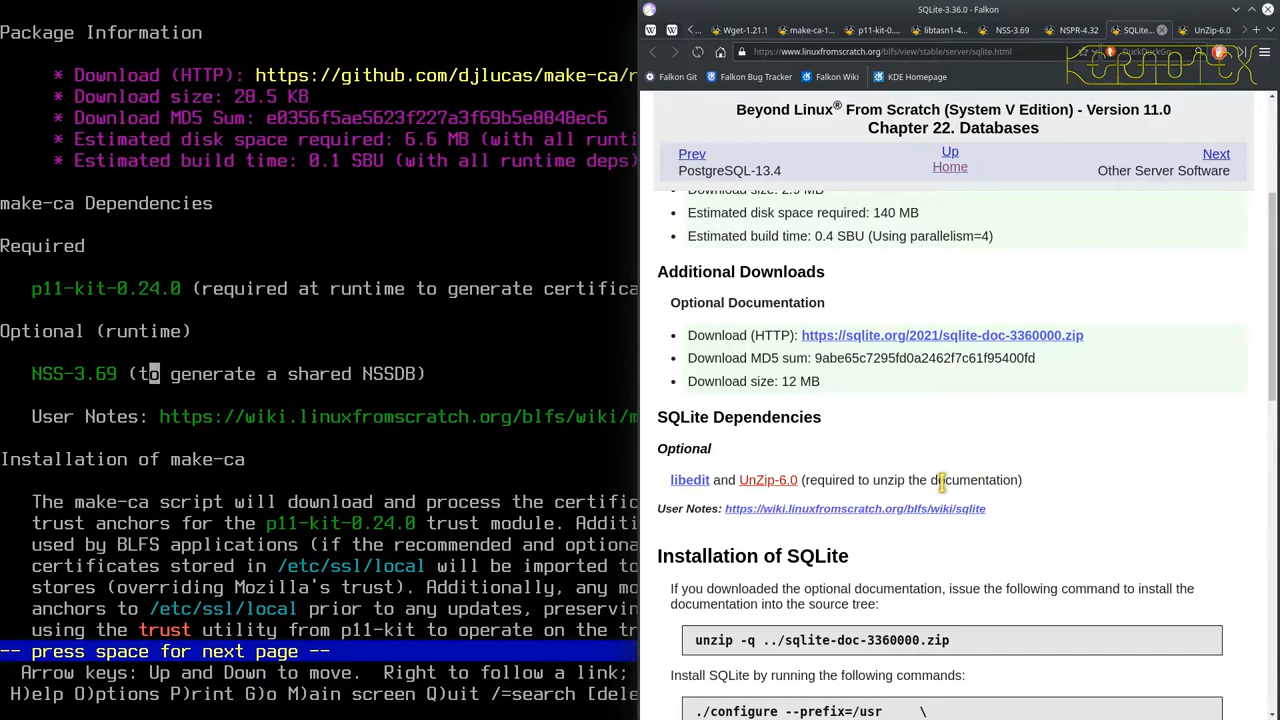 Package Information
* Download (HTTP): https://github.com/djlucas/make-ca/r
* Download size: 28.5 KB
* Download MD5 Sum: e0356f5ae5623f227a3f69b5e8848ec6
* Estimated disk space required: 6.6 MB (with all runti
* Estimated build time: 0.1 SBU (with all runtime deps)
make-ca Dependencies
Required
p11-kit-0.24.0 (required at runtime to generate certifica
Optional (runtime)
NSS-3.69 (to generate a shared NSSDB)
User Notes: https://wiki.linuxfromscratch.org/blfs/wiki/m
Installation of make-ca
The make-ca script will download and process the certific
trust anchors for the p11-kit-0.24.0 trust module. Additi
used by BLFS applications (if the recommended and optiona
certificates stored in /etc/ssl/local will be imported to
stores (overriding Mozilla's trust). Additionally, any mo
anchors to /etc/ssl/local prior to any updates, preservin
using the trust utility from p11-kit to operate on the tr
-- press space for next page --
Arrow keys: Up and Down to move. Right to follow a link;
H)elp O)ptions P)rint G)o M)ain screen Q)uit /=search [dele
SQLite-3.36.0 - Falkon
Wget-1.21.1
make-ca-1
p11-kit-0.
libtasn1-4
NSS-3.69
NSPR-4.32
SQLite-
UnZip-6.0
https://www.linuxfromscratch.org/blfs/view/stable/server/sqlite.html
DuckDuckGo
Kernotex
Falkon Git
Falkon Bug Tracker
Falkon Wiki
KDE Homepage
Beyond Linux® From Scratch (System V Edition) - Version 11.0
Chapter 22. Databases
Prev
Up
Next
PostgreSQL-13.4
Home
Other Server Software
Download size: 2.9 MB
Estimated disk space required: 140 MB
Estimated build time: 0.4 SBU (Using parallelism=4)
Additional Downloads
Optional Documentation
Download (HTTP): https://sqlite.org/2021/sqlite-doc-3360000.zip
Download MD5 sum: 9abe65c7295fd0a2462f7c61f95400fd
Download size: 12 MB
SQLite Dependencies
Optional
libedit and UnZip-6.0 (required to unzip the documentation)
User Notes: https://wiki.linuxfromscratch.org/blfs/wiki/sqlite
Installation of SQLite
If you downloaded the optional documentation, issue the following command to install the
documentation into the source tree:
unzip -q ../sqlite-doc-3360000.zip
Install SQLite by running the following commands:
./configure --prefix=/usr \